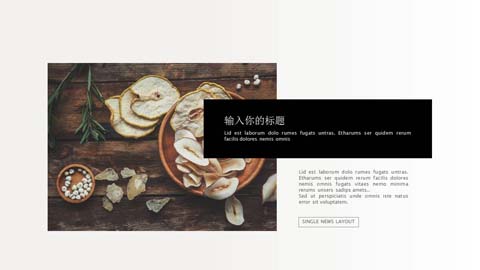 输入你的标题
Lid est laborum dolo rumes fugats untras. Etharums ser quidem rerum
facilis dolores nemis omnis
Lid est laborum dolo rumes fugats untras.
Etharums ser quidem rerum facilis dolores
nemis omnis fugats vitaes nemo minima
rerums unsers sadips amets..
Sed ut perspiciatis unde omnis iste natus
error sit voluptatem.
SINGLE NEWS LAYOUT